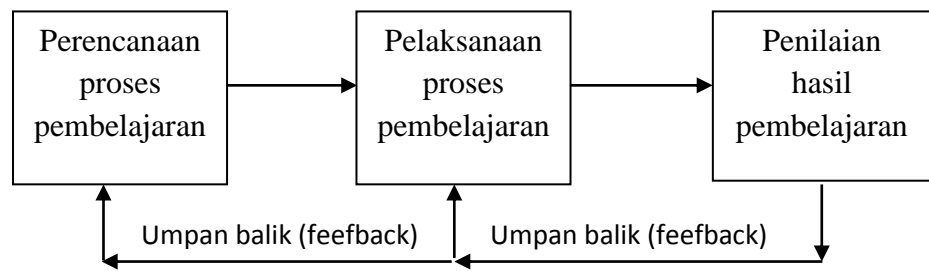 Perencanaan
proses
pembelajaran
Pelaksanaan
proses
pembelajaran
Penilaian
hasil
pembelajaran
Umpan balik (feefback)
Umpan balik (feefback)